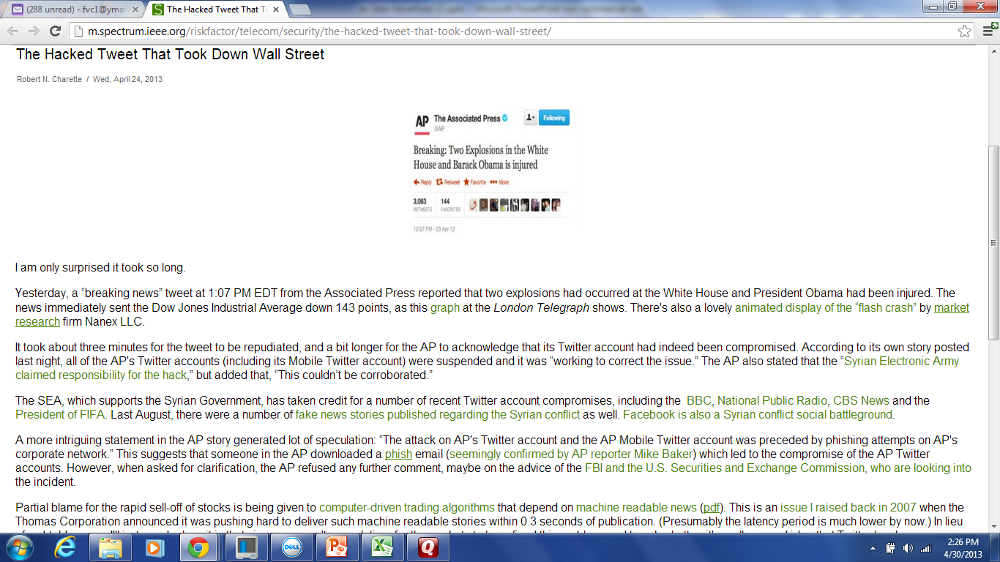 (288 unread) - fvc1@ymai
The Hacked Tweet That T
m.spectrum.ieee.org/riskfactor/telecom/security/the-hacked-tweet-that-took-down-wall-street/
The Hacked Tweet That Took Down Wall Street
Robert N. Charette / Wed, April 24, 2013
AP The Associated Press
@AP
Following
Breaking: Two Explosions in the White
House and Barack Obama is injured
Reply Retweet Favorite More
3,063 144
RETWEETS FAVORITES
12:07 PM - 23 Apr 13
I am only surprised it took so long.
Yesterday, a “breaking news” tweet at 1:07 PM EDT from the Associated Press reported that two explosions had occurred at the White House and President Obama had been injured. The
news immediately sent the Dow Jones Industrial Average down 143 points, as this graph at the London Telegraph shows. There's also a lovely animated display of the “flash crash” by market
research firm Nanex LLC.
It took about three minutes for the tweet to be repudiated, and a bit longer for the AP to acknowledge that its Twitter account had indeed been compromised. According to its own story posted
last night, all of the AP's Twitter accounts (including its Mobile Twitter account) were suspended and it was “working to correct the issue.” The AP also stated that the “Syrian Electronic Army
claimed responsibility for the hack,” but added that, “This couldn’t be corroborated.”
The SEA, which supports the Syrian Government, has taken credit for a number of recent Twitter account compromises, including the BBC, National Public Radio, CBS News and the
President of FIFA. Last August, there were a number of fake news stories published regarding the Syrian conflict as well. Facebook is also a Syrian conflict social battleground.
A more intriguing statement in the AP story generated lot of speculation: “The attack on AP's Twitter account and the AP Mobile Twitter account was preceded by phishing attempts on AP's
corporate network.” This suggests that someone in the AP downloaded a phish email (seemingly confirmed by AP reporter Mike Baker) which led to the compromise of the AP Twitter
accounts. However, when asked for clarification, the AP refused any further comment, maybe on the advice of the FBI and the U.S. Securities and Exchange Commission, who are looking into
the incident.
Partial blame for the rapid sell-off of stocks is being given to computer-driven trading algorithms that depend on machine readable news (pdf). This is an issue I raised back in 2007 when the
Thomas Corporation announced it was pushing hard to deliver such machine readable stories within 0.3 seconds of publication. (Presumably the latency period is much lower by now.) In lieu
DELL
2:26 PM
4/30/2013